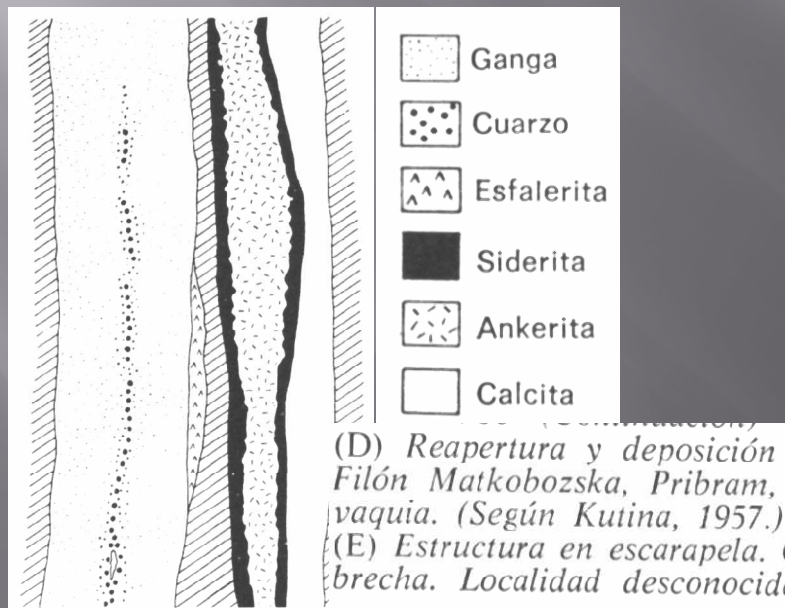 Ganga
Cuarzo
Esfalerita
Siderita
Ankerita
Calcita
(D) Reapertura y deposición
Filón Matkobozska, Pribram,
vaquia. (Según Kutina, 1957.)
(E) Estructura en escarapela.
brecha. Localidad desconocida